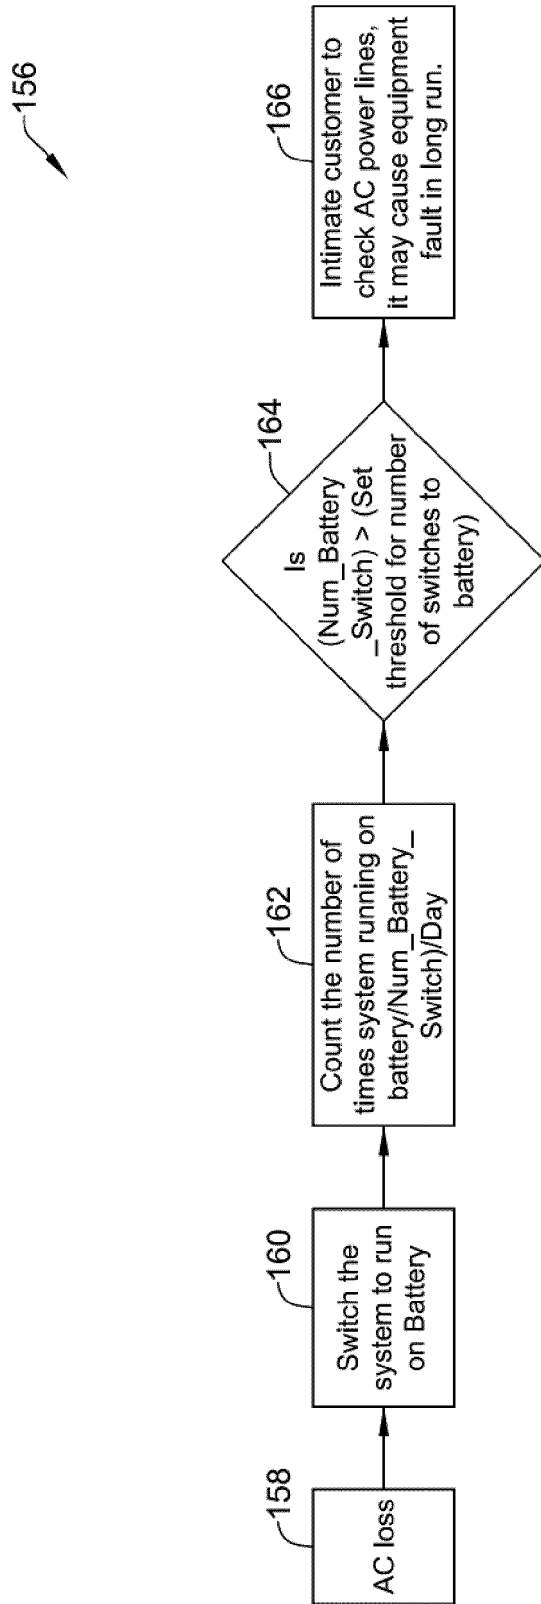 156
158
AC loss
160
Switch the
system to run
on Battery
162
Count the number of
times system running on
battery/Num_Battery_
Switch)/Day
164
Is
(Num_Battery
_Switch) > (Set
threshold for number
of switches to
battery)
166
Intimate customer to
check AC power lines,
it may cause equipment
fault in long run.